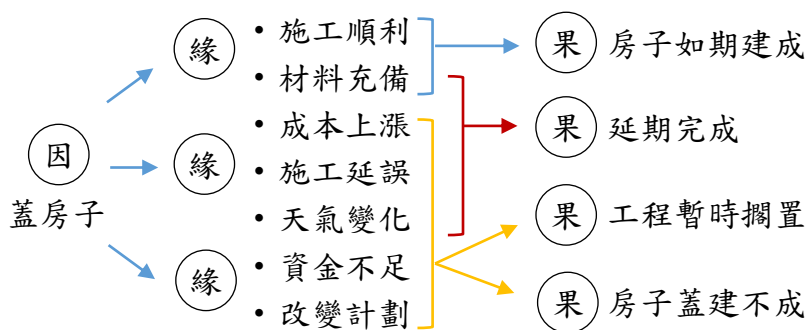 因
蓋房子
緣
緣
緣
• 施工順利
• 材料充備
• 成本上漲
• 施工延誤
• 天氣變化
• 資金不足
• 改變計劃
果 房子如期建成
果 延期完成
果 工程暫時擱置
果 房子蓋建不成